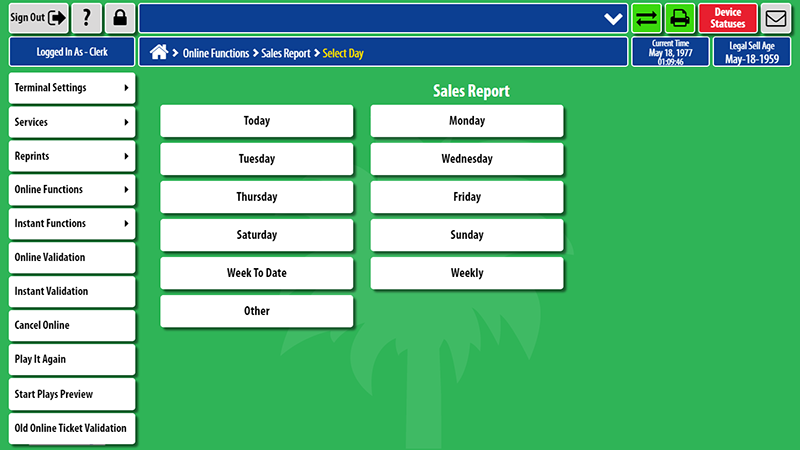 Sign Out
?
Device
Statuses
Logged In As - Clerk
Online Functions
Sales Report
Select Day
Current Time
May 18, 1977
01:09:46
Legal Sell Age
May-18-1959
Terminal Settings
Services
Reprints
Online Functions
Instant Functions
Online Validation
Instant Validation
Cancel Online
Play It Again
Start Plays Preview
Old Online Ticket Validation
Sales Report
Today
Monday
Tuesday
Wednesday
Thursday
Friday
Saturday
Sunday
Week To Date
Weekly
Other